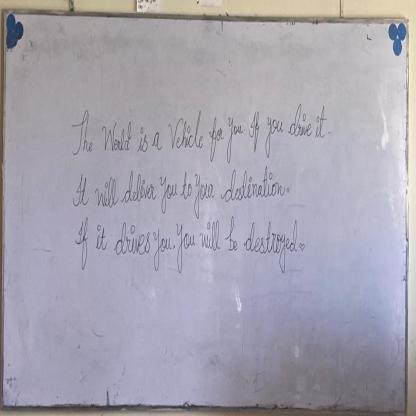 The World is a Vehicle for You If you drive it.
It will deliver You to Your destination.
If it drives You. You will be destroyed.